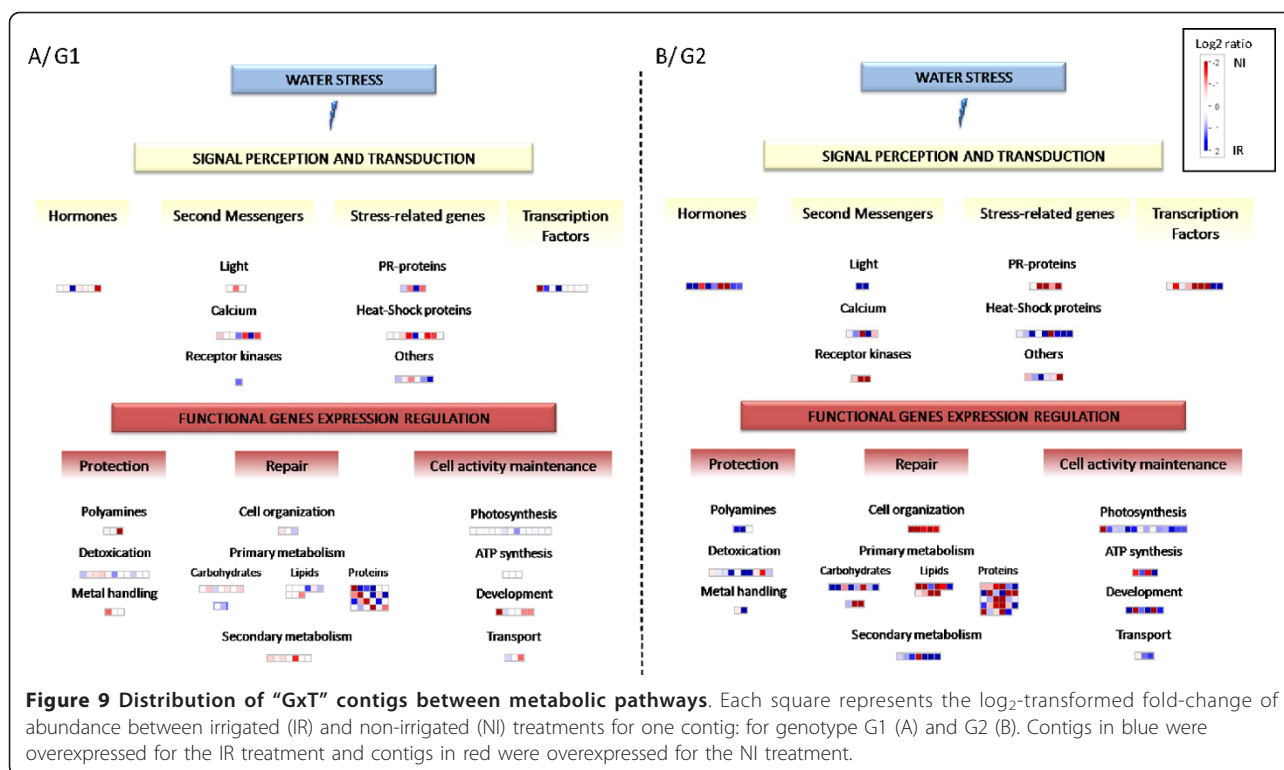 A/ G1
WATER STRESS
SIGNAL PERCEPTION AND TRANSDUCTION
Hormones
Second Messengers
Stress-related genes
Transcription
Factors
Light
PR-proteins
Calcium
Heat-Shock proteins
Receptor kinases
Others
FUNCTIONAL GENES EXPRESSION REGULATION
Protection
Repair
Cell activity maintenance
Polyamines
Cell organization
Photosynthesis
Detoxication
Primary metabolism
ATP synthesis
Carbohydrates
Lipids
Proteins
Metal handling
Development
Secondary metabolism
Transport
B/ G2
WATER STRESS
SIGNAL PERCEPTION AND TRANSDUCTION
Hormones
Second Messengers
Stress-related genes
Transcription
Factors
Light
PR-proteins
Calcium
Heat-Shock proteins
Receptor kinases
Others
FUNCTIONAL GENES EXPRESSION REGULATION
Protection
Repair
Cell activity maintenance
Polyamines
Cell organization
Photosynthesis
Detoxication
Primary metabolism
ATP synthesis
Carbohydrates
Lipids
Proteins
Metal handling
Development
Secondary metabolism
Transport
Log2 ratio
-2
NI
0
2
IR
Figure 9 Distribution of “GxT” contigs between metabolic pathways. Each square represents the log2-transformed fold-change of
abundance between irrigated (IR) and non-irrigated (NI) treatments for one contig: for genotype G1 (A) and G2 (B). Contigs in blue were
overexpressed for the IR treatment and contigs in red were overexpressed for the NI treatment.